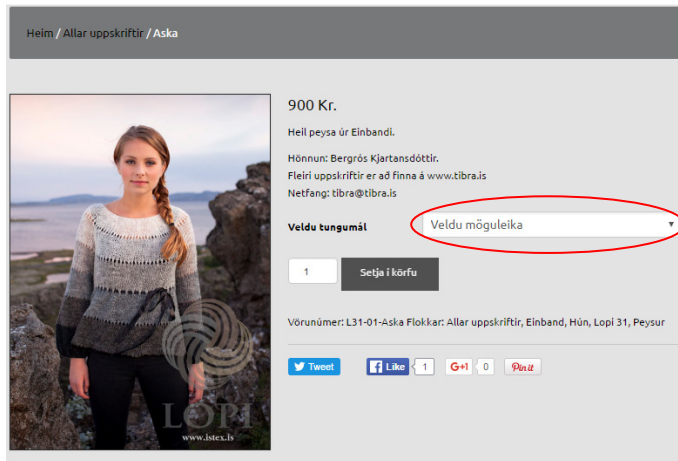 Heim / Allar uppskriftir / Aska
900 Kr.
Heil peysa úr Einbandi.
Hönnun: Bergrós Kjartansdóttir.
Fleiri uppskriftir er að finna á www.tibra.is
Netfang: tibra@tibra.is
Veldu tungumál
Veldu möguleika
1
Setja í körfu
Vörunúmer: L31-01-Aska Flokkar: Allar uppskriftir, Einband, Hún, Lopi 31, Peysur
Tweet
Like 1
G+1 0
Pin it
LOPI
www.istex.is